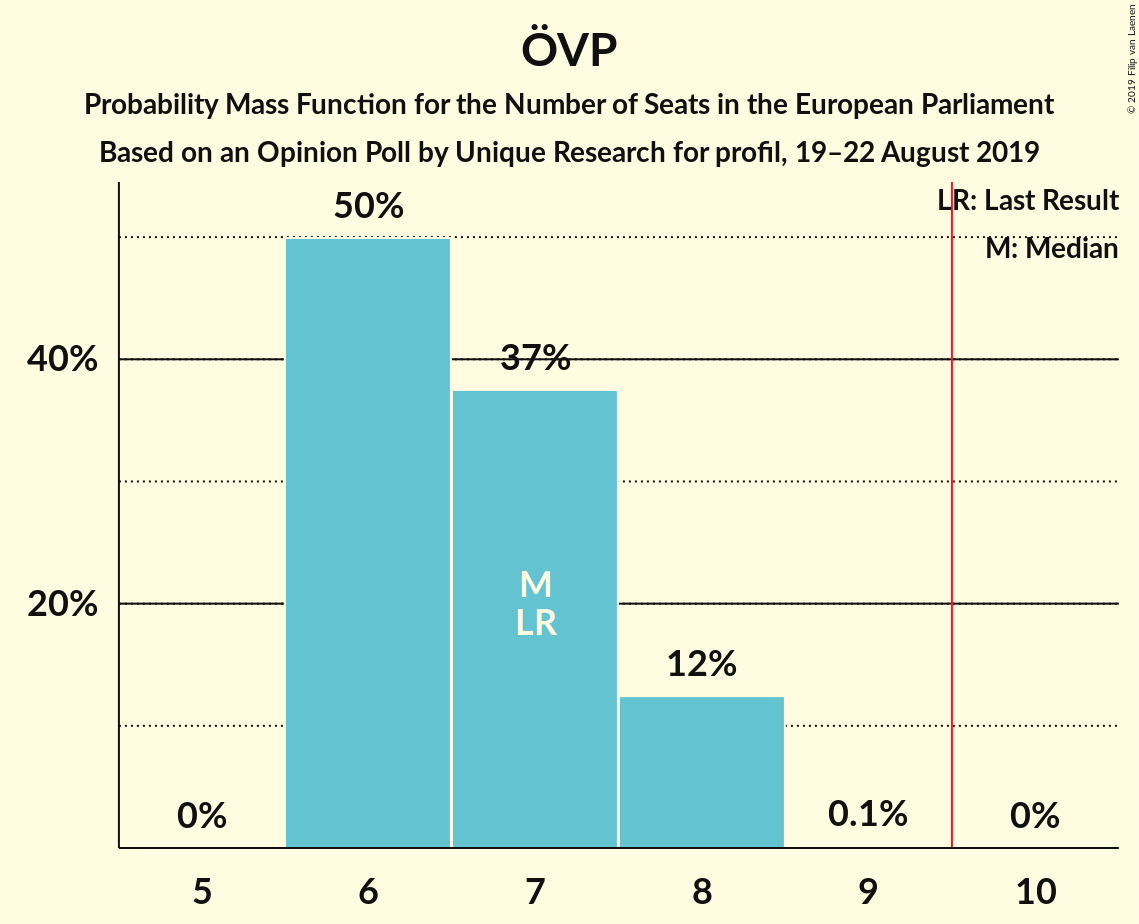 ÖVP
Probability Mass Function for the Number of Seats in the European Parliament
Based on an Opinion Poll by Unique Research for profil, 19–22 August 2019
© 2019 Filip van Laenen
LR: Last Result
M: Median
50%
40%
37%
M
LR
20%
12%
0%
0.1%
0%
5
6
7
8
9
10